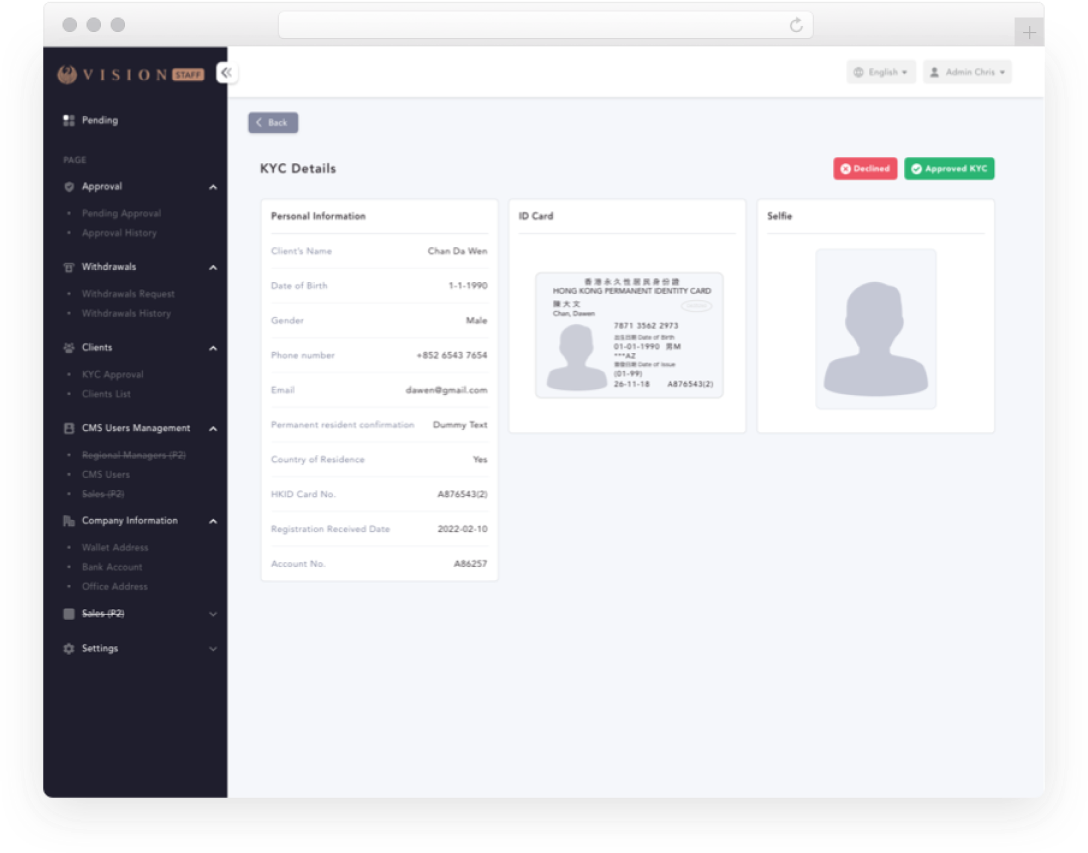 VISION STAFF
English
Admin Chris
Pending
Back
PAGE
KYC Details
Declined
Approved KYC
Approval
Pending Approval
Approval History
Withdrawals
Withdrawals Request
Withdrawals History
Clients
KYC Approval
Clients List
CMS Users Management
Regional Managers (P2)
CMS Users
Sales (P2)
Company Information
Wallet Address
Bank Account
Office Address
Sales (P2)
Settings
Personal Information
Client's Name Chan Da Wen
Date of Birth 1-1-1990
Gender Male
Phone number +852 6543 7654
Email dawen@gmail.com
Permanent resident confirmation Dummy Text
Country of Residence Yes
HKID Card No. A876543(2)
Registration Received Date 2022-02-10
Account No. A86257
ID Card
香港永久性居民身份證
HONG KONG PERMANENT IDENTITY CARD
陳大文
Chan, Dawen
7871 3562 2973
出生日期 Date of Birth
01-01-1990 男M
***AZ
簽發日期 Date of Issue
(01-99)
26-11-18 A876543(2)
Selfie